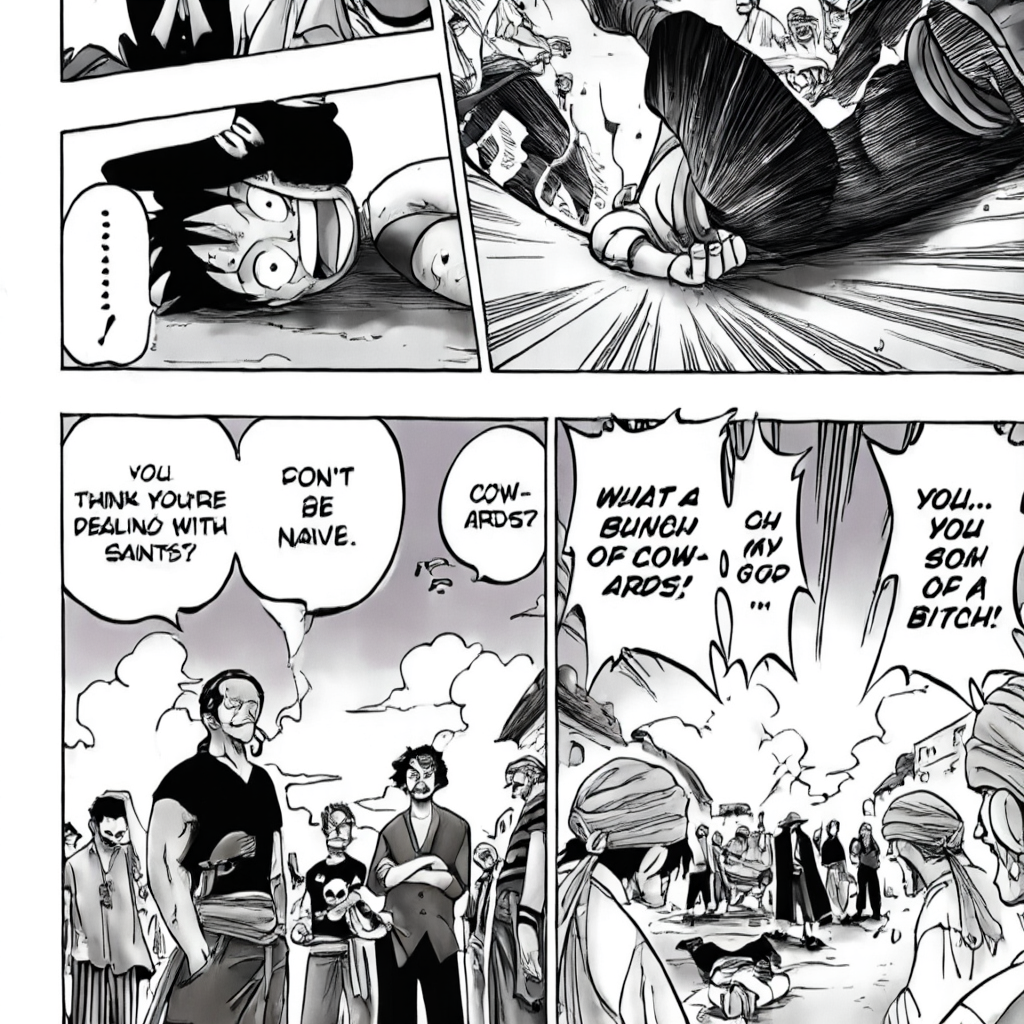 .........
YOU...
YOU
SON
OF A
BITCH!
OH
MY
GOD
...
WHAT A
BUNCH
OF COW-
ARDS!
COW-
ARDS?
DON'T
BE
NAIVE.
YOU
THINK YOU'RE
DEALING WITH
SAINTS?